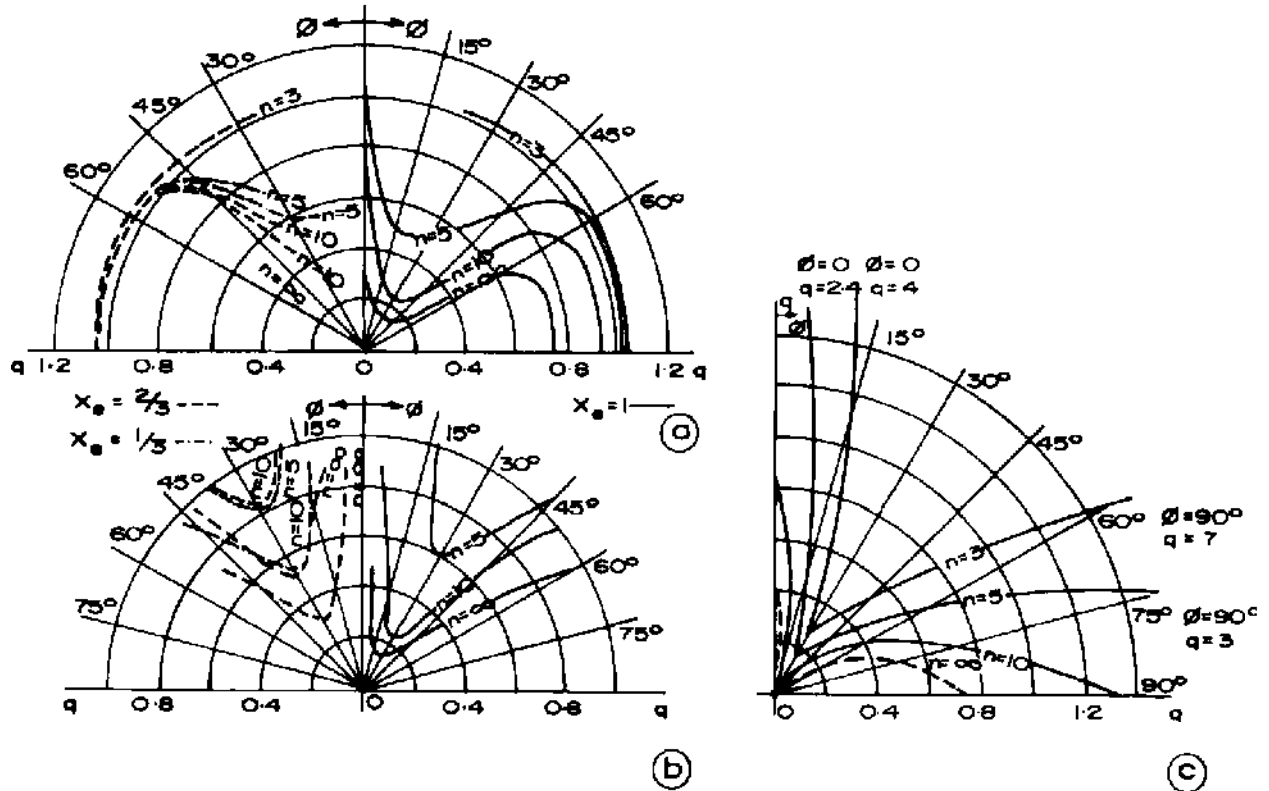 Ø Ø
15°
30° 30°
45° 45°
60° 60°
n=3 n=3
n=5
n=5 n=5
n=10 n=10
n=10
n=∞ n=∞
q 1.2 0.8 0.4 0 0.4 0.8 1.2 q
Xe = 2/3 ---
Xe = 1/3 -·-·
Xe = 1 —
a
Ø Ø
15° 15°
30° 30°
45° 45°
60° 60°
75° 75°
n=10 n=5 n=10 n=∞
n=5
n=10
n=∞
q 0.8 0.4 0 0.4 0.8 q
b
Ø=0 Ø=0
q=2.4 q=4
q
Ø
15°
30°
45°
60° Ø=90°
q=7
n=3
n=5
75° Ø=90°
q=3
n=∞ n=10
90°
0 0.4 0.8 1.2 q
c